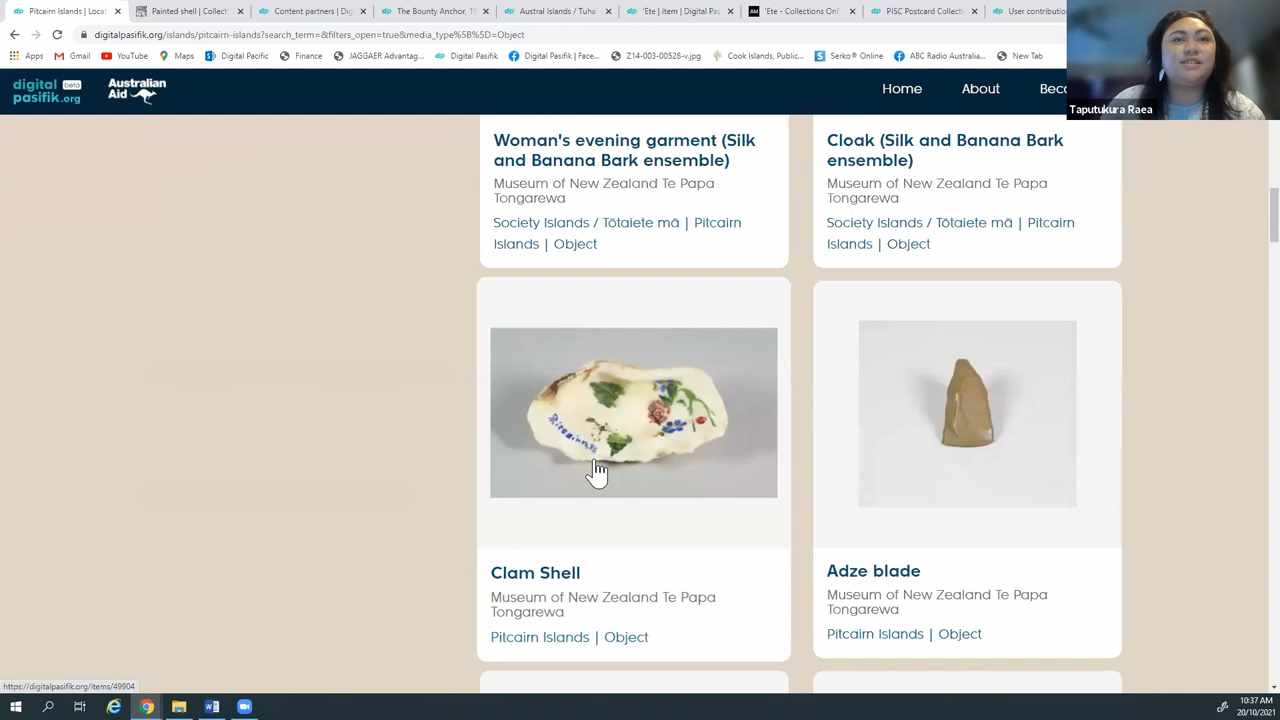 Pitcairn Islands | Locat
Painted shell | Collect
Content partners | Dig
The Bounty Anchor, 19
Austral Islands / Tuha
'Ete | Item | Digital Pa
'Ete - Collections Onl
PISC Postcard Collecti
User contribution
digitalpasifik.org/islands/pitcairn-islands?search_term=&filters_open=true&media_type%5B%5D=Object
Apps
Gmail
YouTube
Maps
Digital Pacific
Finance
JAGGAER Advantag...
Digital Pasifik
Digital Pasifik | Face...
Z14-003-00528-v.jpg
Cook Islands, Public...
Serko® Online
ABC Radio Australia...
New Tab
digital beta
pasifik.org
Australian
Aid
Home
About
Beco
Taputukura Raea
Woman's evening garment (Silk
and Banana Bark ensemble)
Museum of New Zealand Te Papa
Tongarewa
Society Islands / Tōtaiete mā | Pitcairn
Islands | Object
Cloak (Silk and Banana Bark
ensemble)
Museum of New Zealand Te Papa
Tongarewa
Society Islands / Tōtaiete mā | Pitcairn
Islands | Object
Clam Shell
Museum of New Zealand Te Papa
Tongarewa
Pitcairn Islands | Object
Adze blade
Museum of New Zealand Te Papa
Tongarewa
Pitcairn Islands | Object
https://digitalpasifik.org/items/49904
10:37 AM
20/10/2021